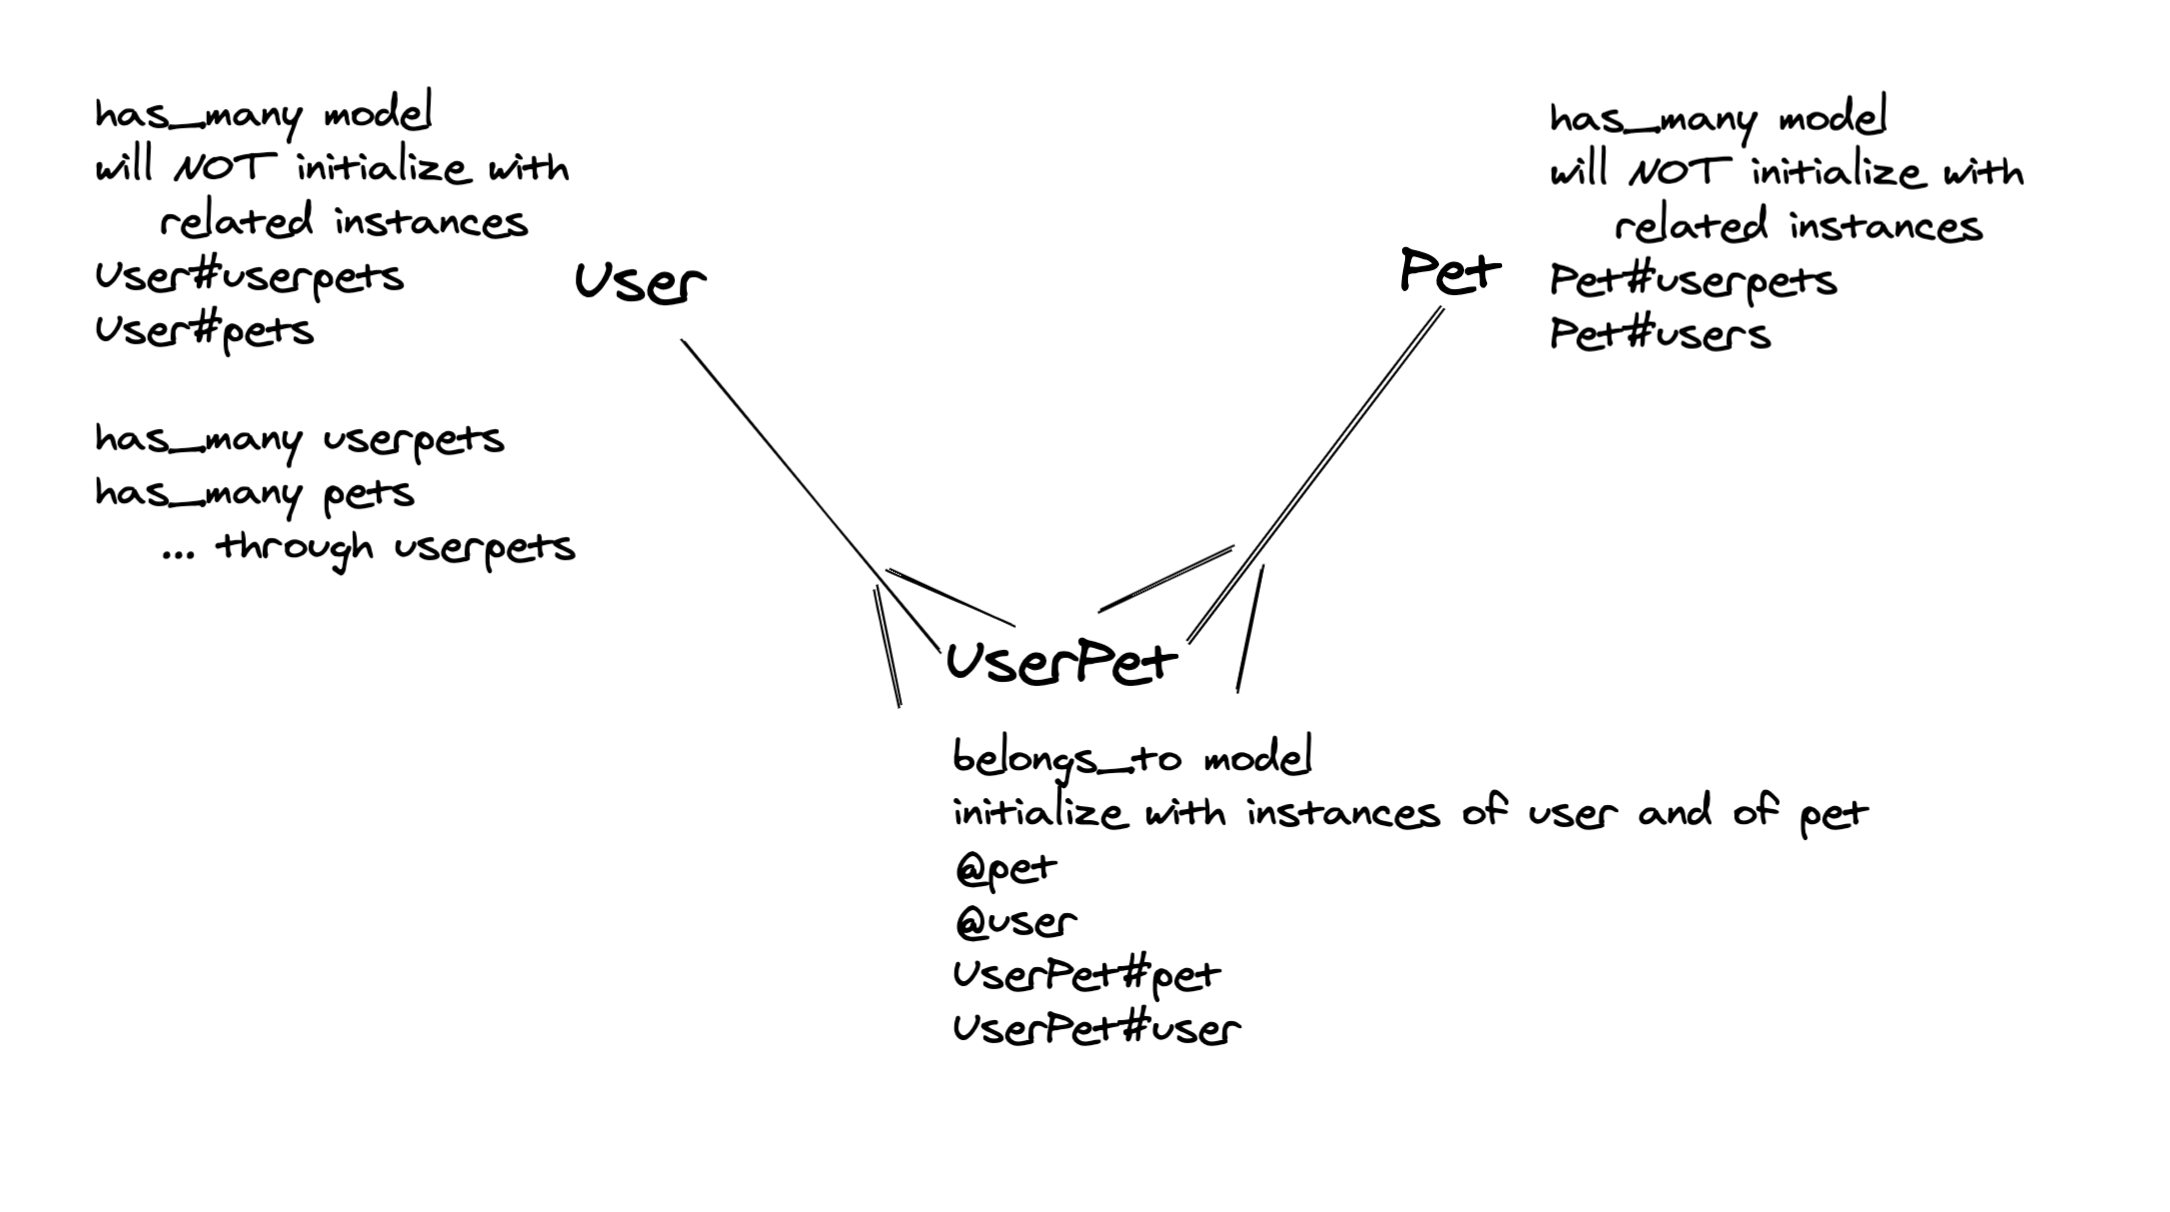 has_many model
will NOT initialize with
related instances
User#userpets
User#pets
has_many userpets
has_many pets
... through userpets
User
Pet
has_many model
will NOT initialize with
related instances
Pet#userpets
Pet#users
UserPet
belongs_to model
initialize with instances of user and of pet
@pet
@user
UserPet#pet
UserPet#user